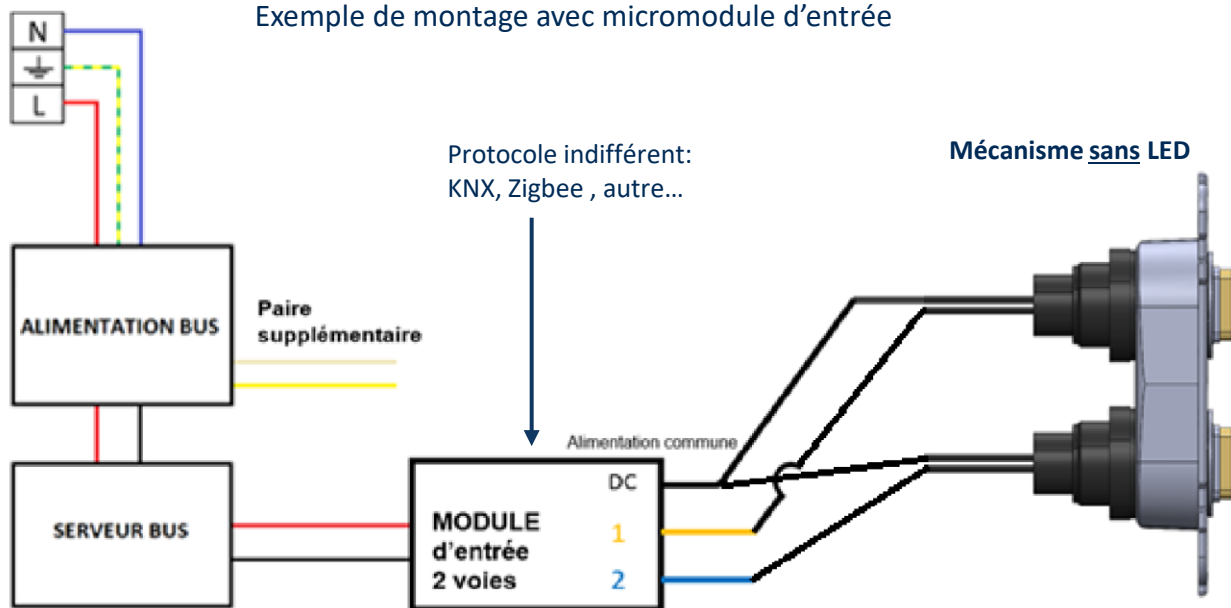 Exemple de montage avec micromodule d’entrée
N
L
Protocole indifférent:
KNX, Zigbee , autre…
Mécanisme sans LED
ALIMENTATION BUS
Paire
supplémentaire
Alimentation commune
DC
SERVEUR BUS
MODULE
d'entrée
2 voies
1
2